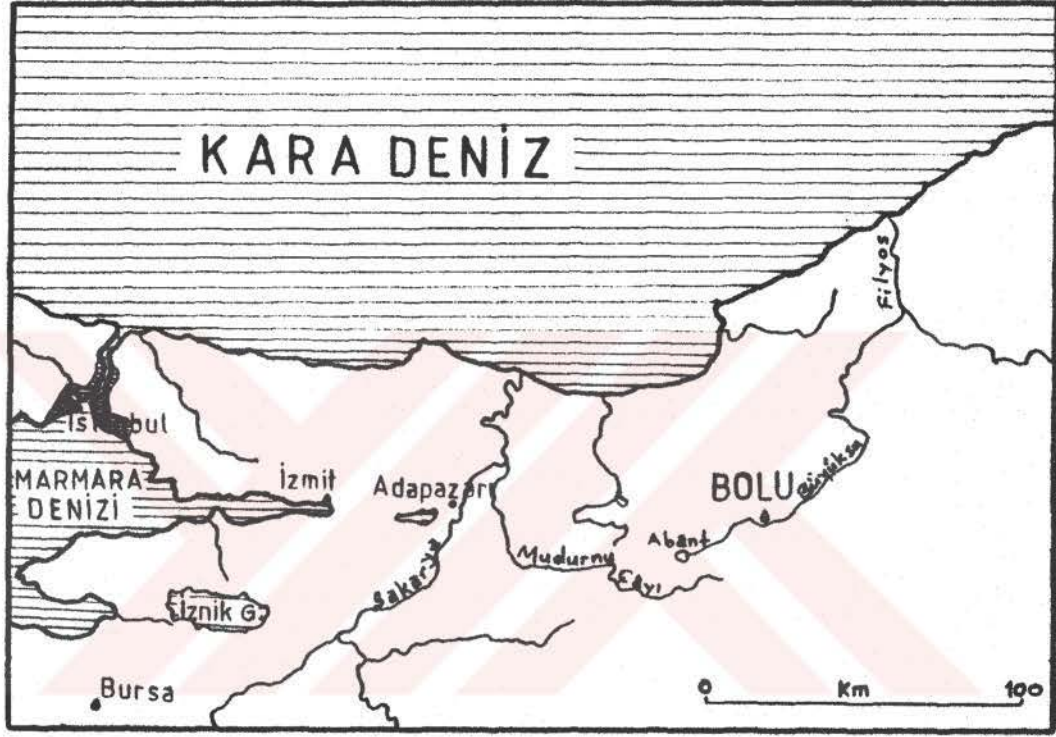 KARA DENİZ
Filyos
İstanbul
MARMARA
DENİZİ
İzmit
Adapazarı
BOLU
Büyüksu
Abant
Mudurnu
Çayı
Sakarya
İznik G.
Bursa
0 Km 100